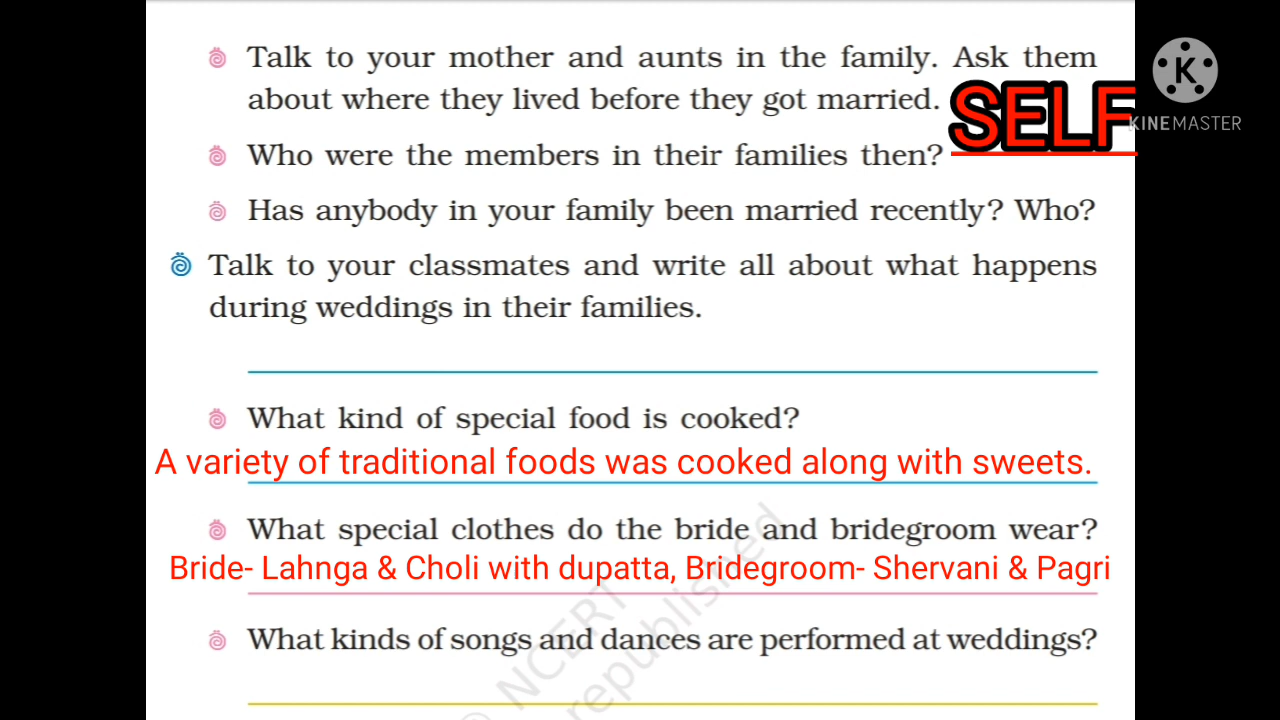 Talk to your mother and aunts in the family. Ask them
about where they lived before they got married.
SELF
KINEMASTER
Who were the members in their families then?
Has anybody in your family been married recently? Who?
Talk to your classmates and write all about what happens
during weddings in their families.
What kind of special food is cooked?
A variety of traditional foods was cooked along with sweets.
What special clothes do the bride and bridegroom wear?
Bride- Lahnga & Choli with dupatta, Bridegroom- Shervani & Pagri
What kinds of songs and dances are performed at weddings?
© NCERT
republished